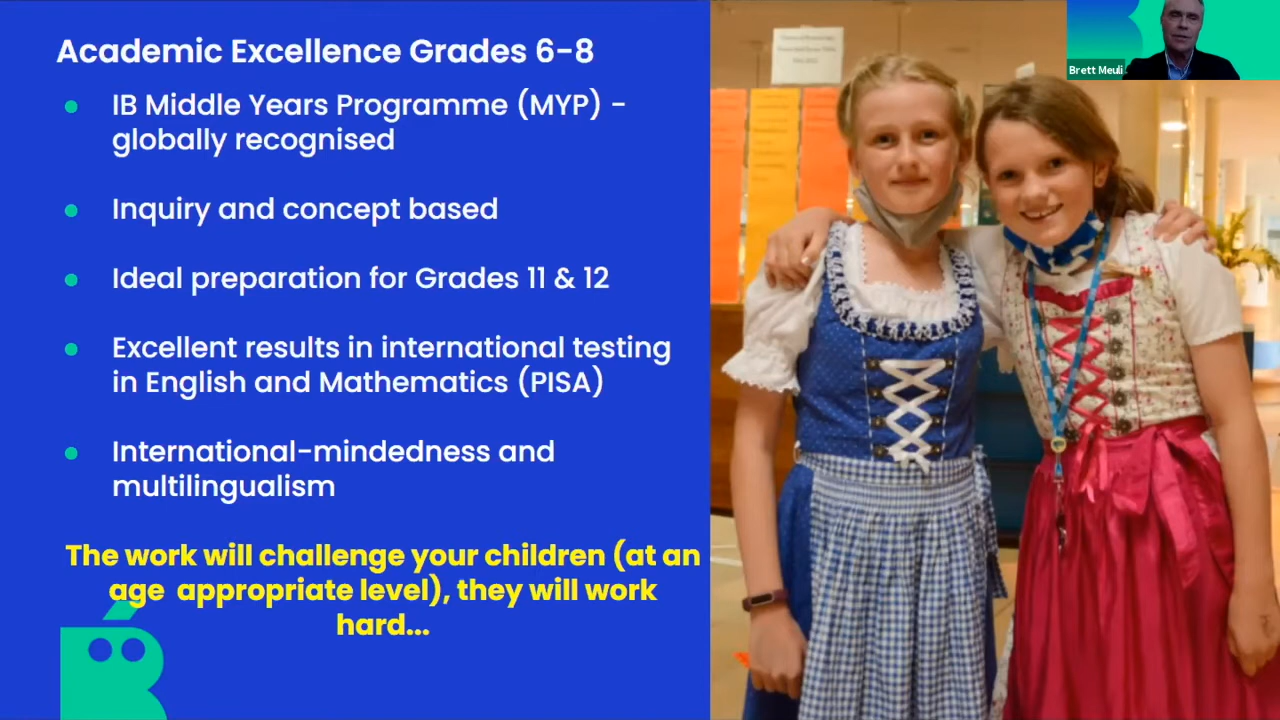 Academic Excellence Grades 6-8
IB Middle Years Programme (MYP) -
globally recognised
Inquiry and concept based
Ideal preparation for Grades 11 & 12
Excellent results in international testing
in English and Mathematics (PISA)
International-mindedness and
multilingualism
The work will challenge your children (at an
age appropriate level), they will work
hard...
Brett Meuli